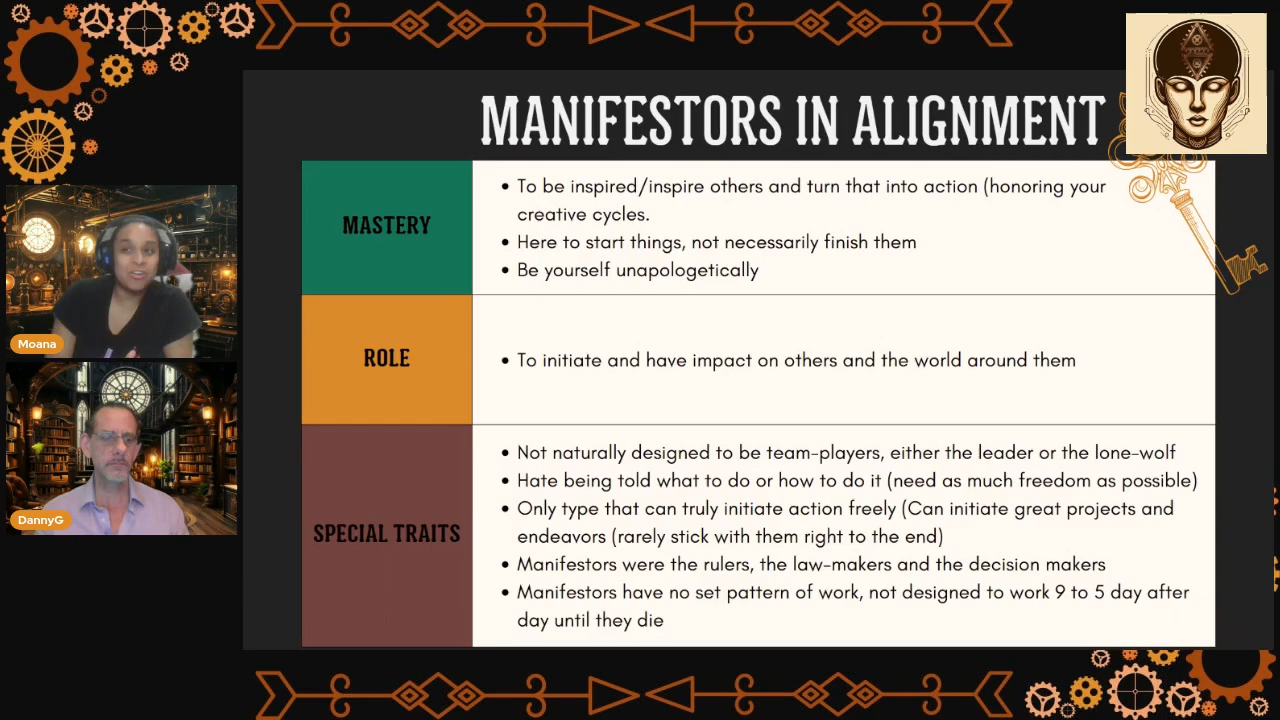 MANIFESTORS IN ALIGNMENT
MASTERY
• To be inspired/inspire others and turn that into action (honoring your
creative cycles.
• Here to start things, not necessarily finish them
• Be yourself unapologetically
ROLE
• To initiate and have impact on others and the world around them
SPECIAL TRAITS
• Not naturally designed to be team-players, either the leader or the lone-wolf
• Hate being told what to do or how to do it (need as much freedom as possible)
• Only type that can truly initiate action freely (Can initiate great projects and
endeavors (rarely stick with them right to the end)
• Manifestors were the rulers, the law-makers and the decision makers
• Manifestors have no set pattern of work, not designed to work 9 to 5 day after
day until they die
Moana
DannyG